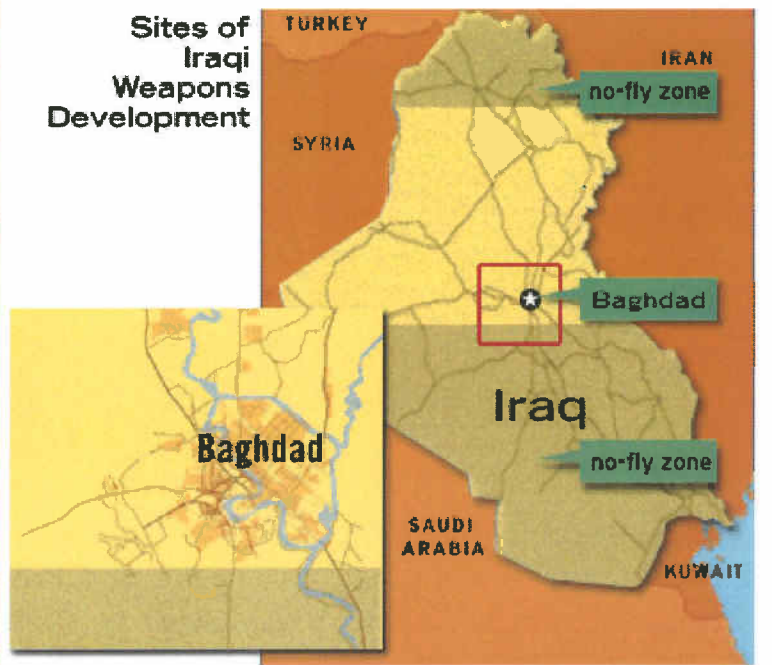 Sites of
Iraqi
Weapons
Development
TURKEY
IRAN
no-fly zone
SYRIA
Baghdad
Iraq
Baghdad
no-fly zone
SAUDI
ARABIA
KUWAIT